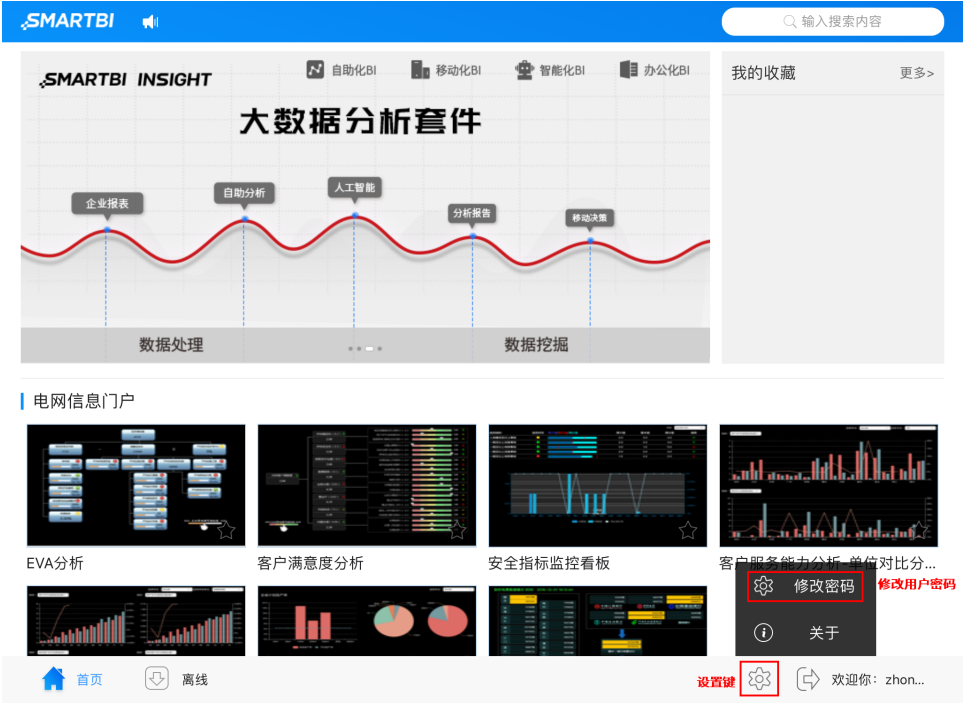 SMARTBI
输入搜索内容
SMARTBI INSIGHT
自助化BI
移动化BI
智能化BI
办公化BI
我的收藏
更多>
大数据分析套件
企业报表
自助分析
人工智能
分析报告
移动决策
数据处理
数据挖掘
电网信息门户
EVA分析
客户满意度分析
安全指标监控看板
客户服务能力分析-单位对比分...
修改密码
修改用户密码
关于
首页
离线
设置键
欢迎你：zhon...